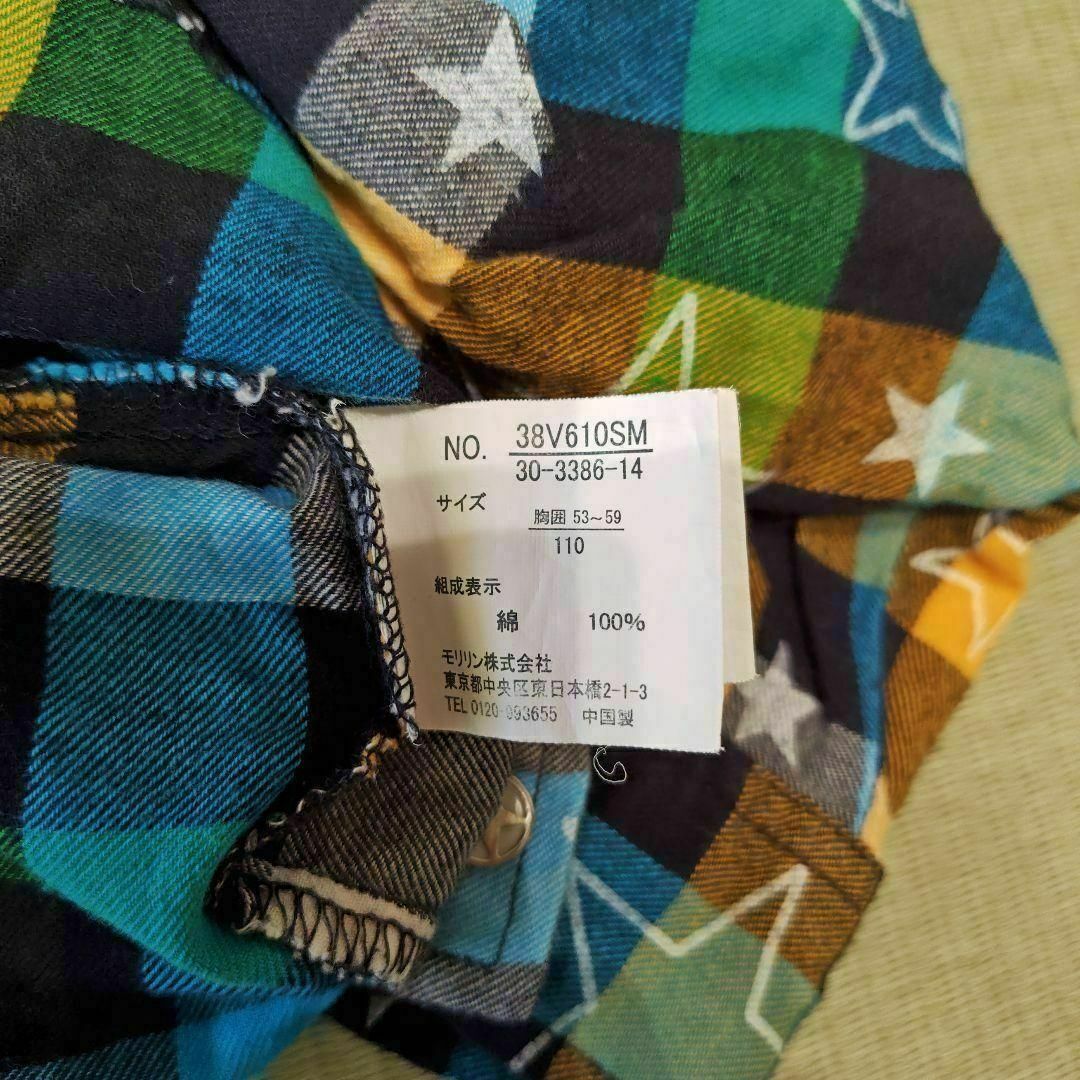 NO. 38V610SM
30-3386-14
サイズ
胸囲 53~59
110
組成表示
綿 100%
モリリン株式会社
東京都中央区東日本橋2-1-3
TEL 0120-993655 中国製